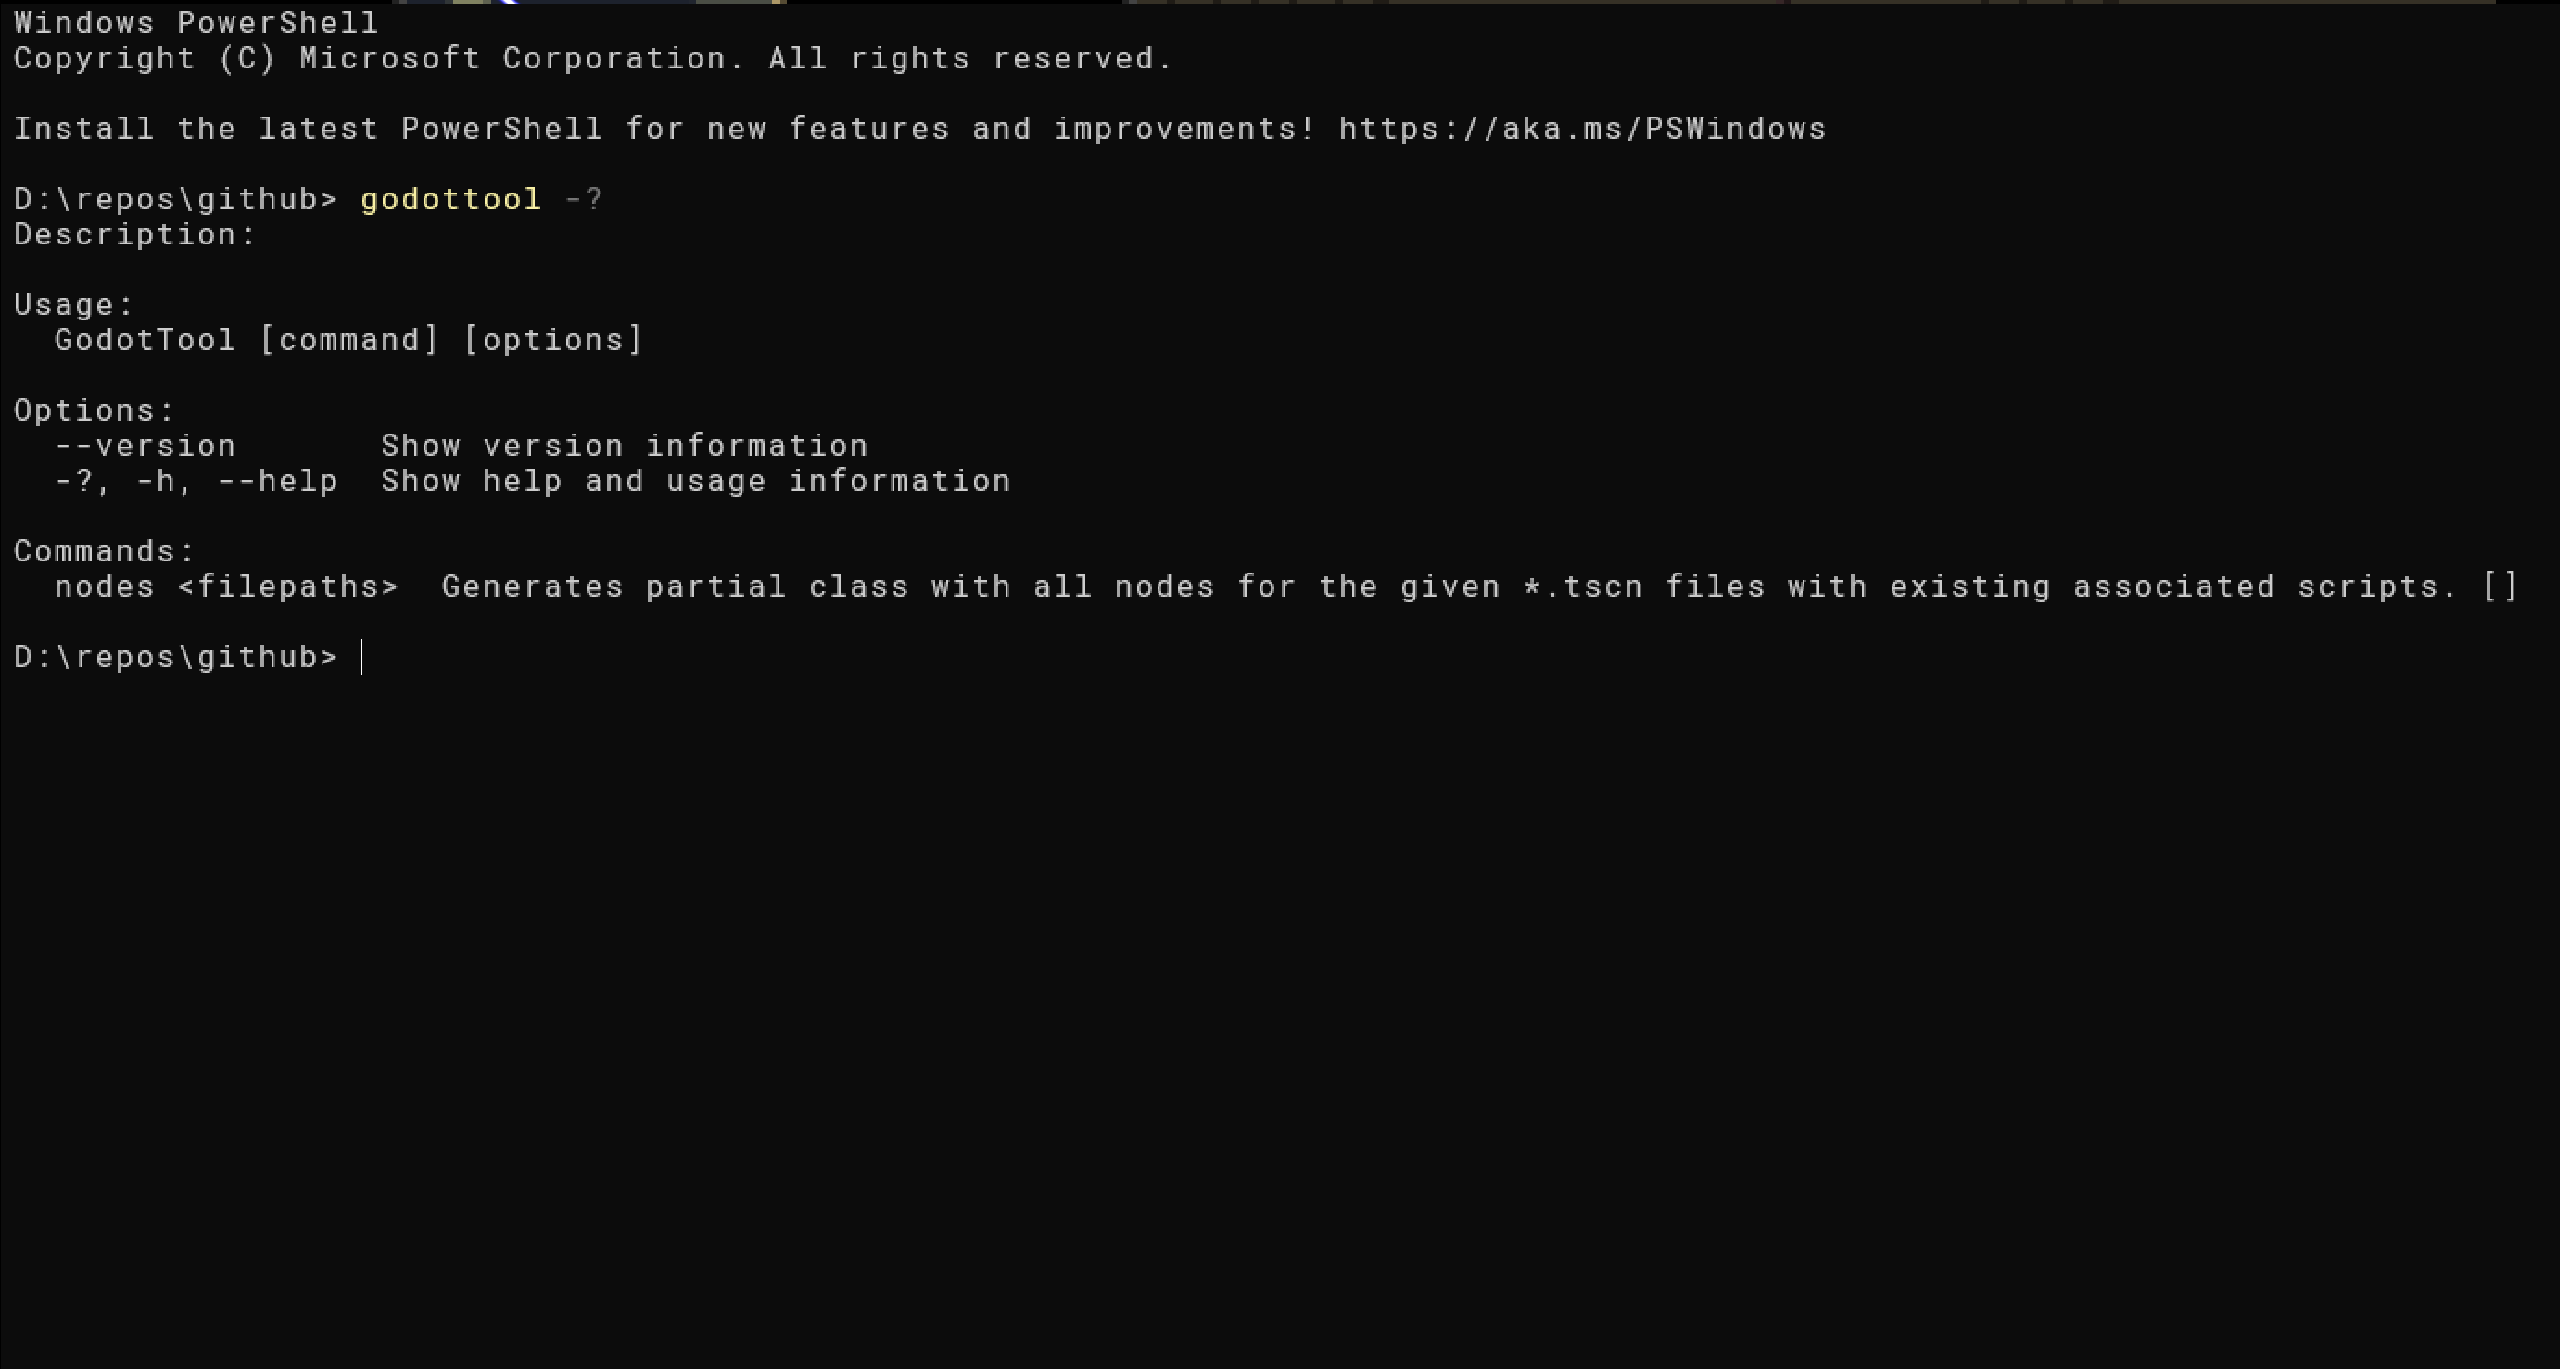 Windows PowerShell
Copyright (C) Microsoft Corporation. All rights reserved.
Install the latest PowerShell for new features and improvements! https://aka.ms/PSWindows
D:\repos\github> godottool -?
Description:
Usage:
  GodotTool [command] [options]
Options:
  --version       Show version information
  -?, -h, --help  Show help and usage information
Commands:
  nodes <filepaths>  Generates partial class with all nodes for the given *.tscn files with existing associated scripts. []
D:\repos\github>